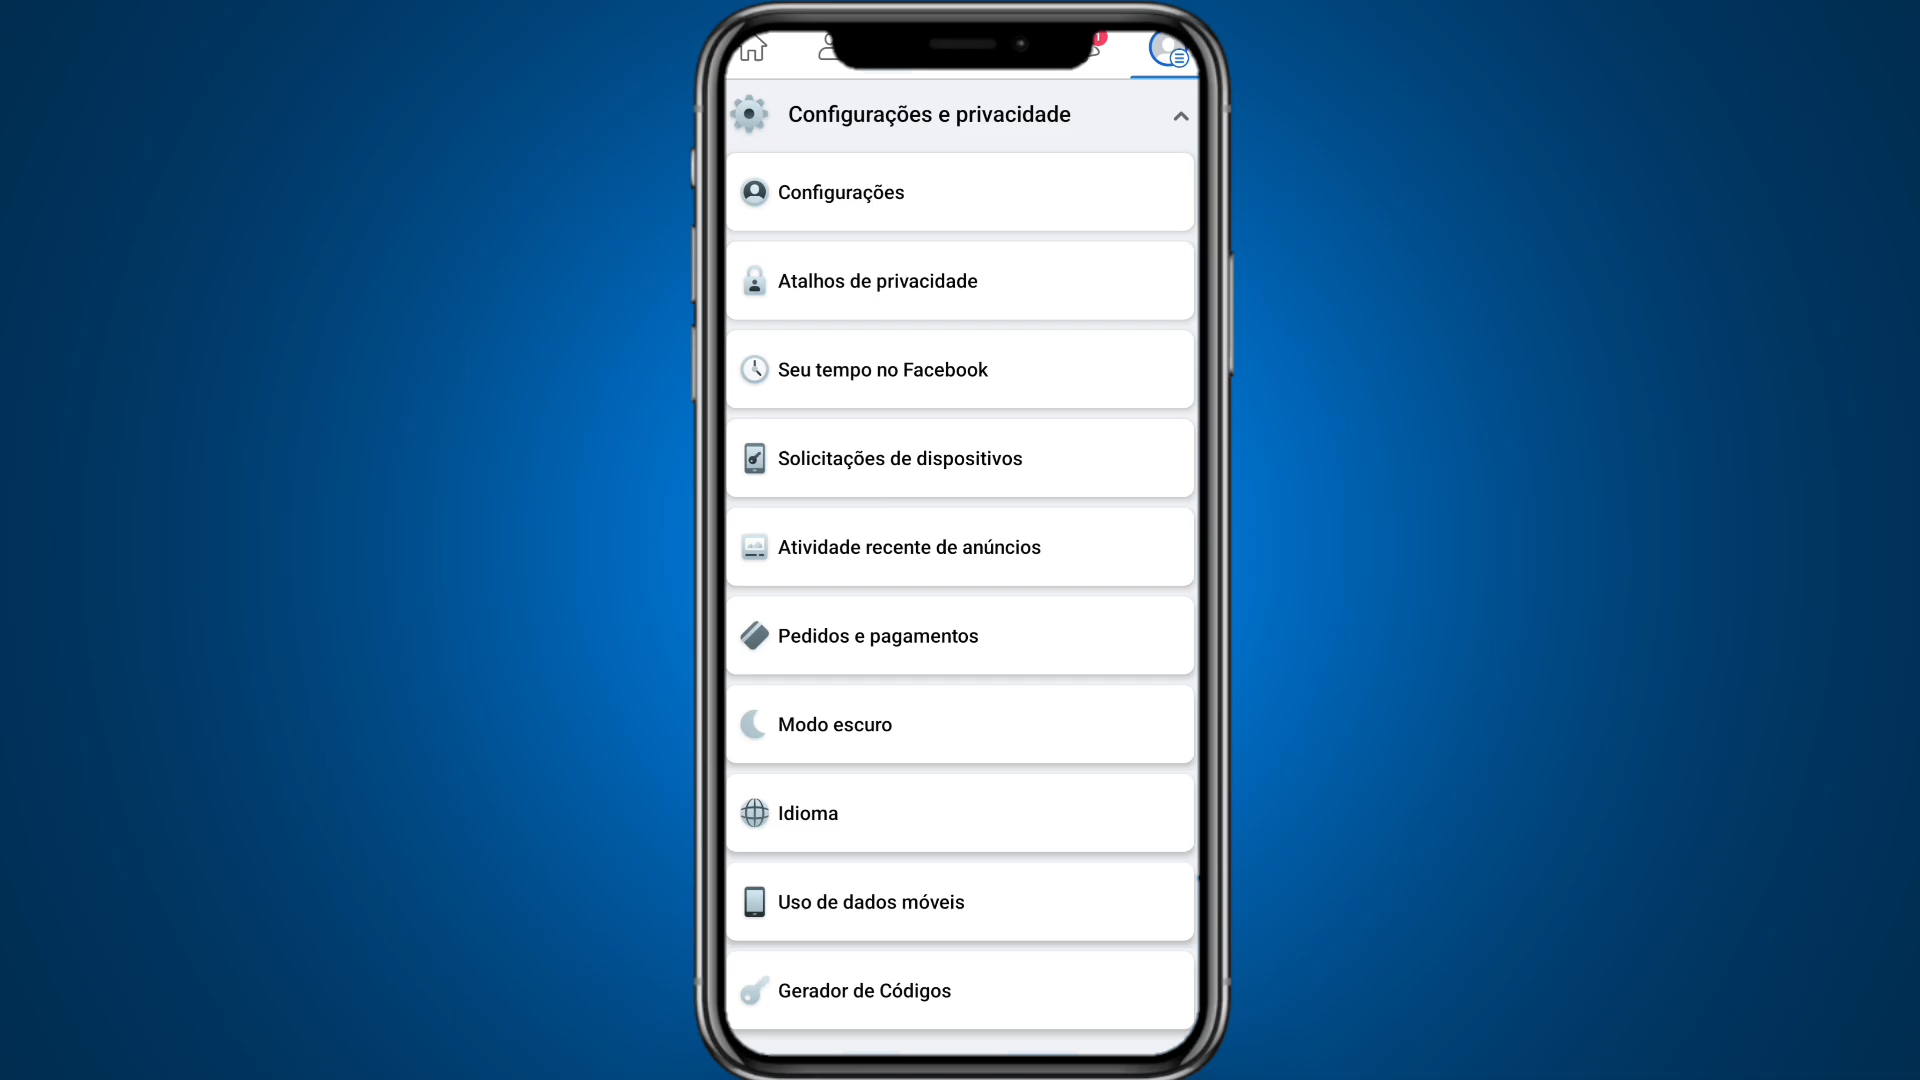 Configurações e privacidade
Configurações
Atalhos de privacidade
Seu tempo no Facebook
Solicitações de dispositivos
Atividade recente de anúncios
Pedidos e pagamentos
Modo escuro
Idioma
Uso de dados móveis
Gerador de Códigos